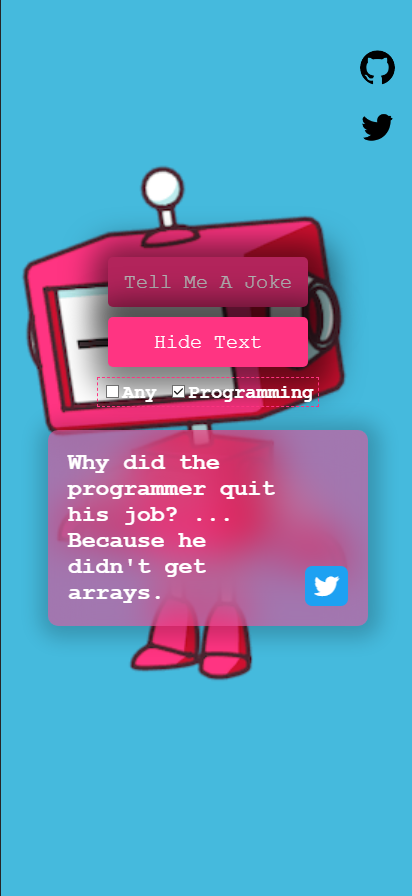 Tell Me A Joke
Hide Text
Any Programming
Why did the
programmer quit
his job? ...
Because he
didn't get
arrays.